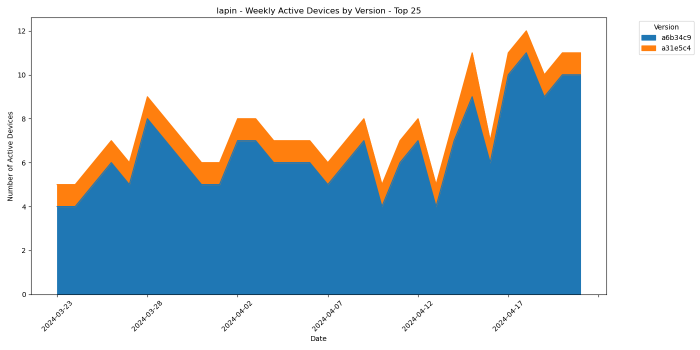 lapin - Weekly Active Devices by Version - Top 25
Version
a6b34c9
a31e5c4
Number of Active Devices
12
10
8
6
4
2
0
2024-03-23
2024-03-28
2024-04-02
2024-04-07
2024-04-12
2024-04-17
Date